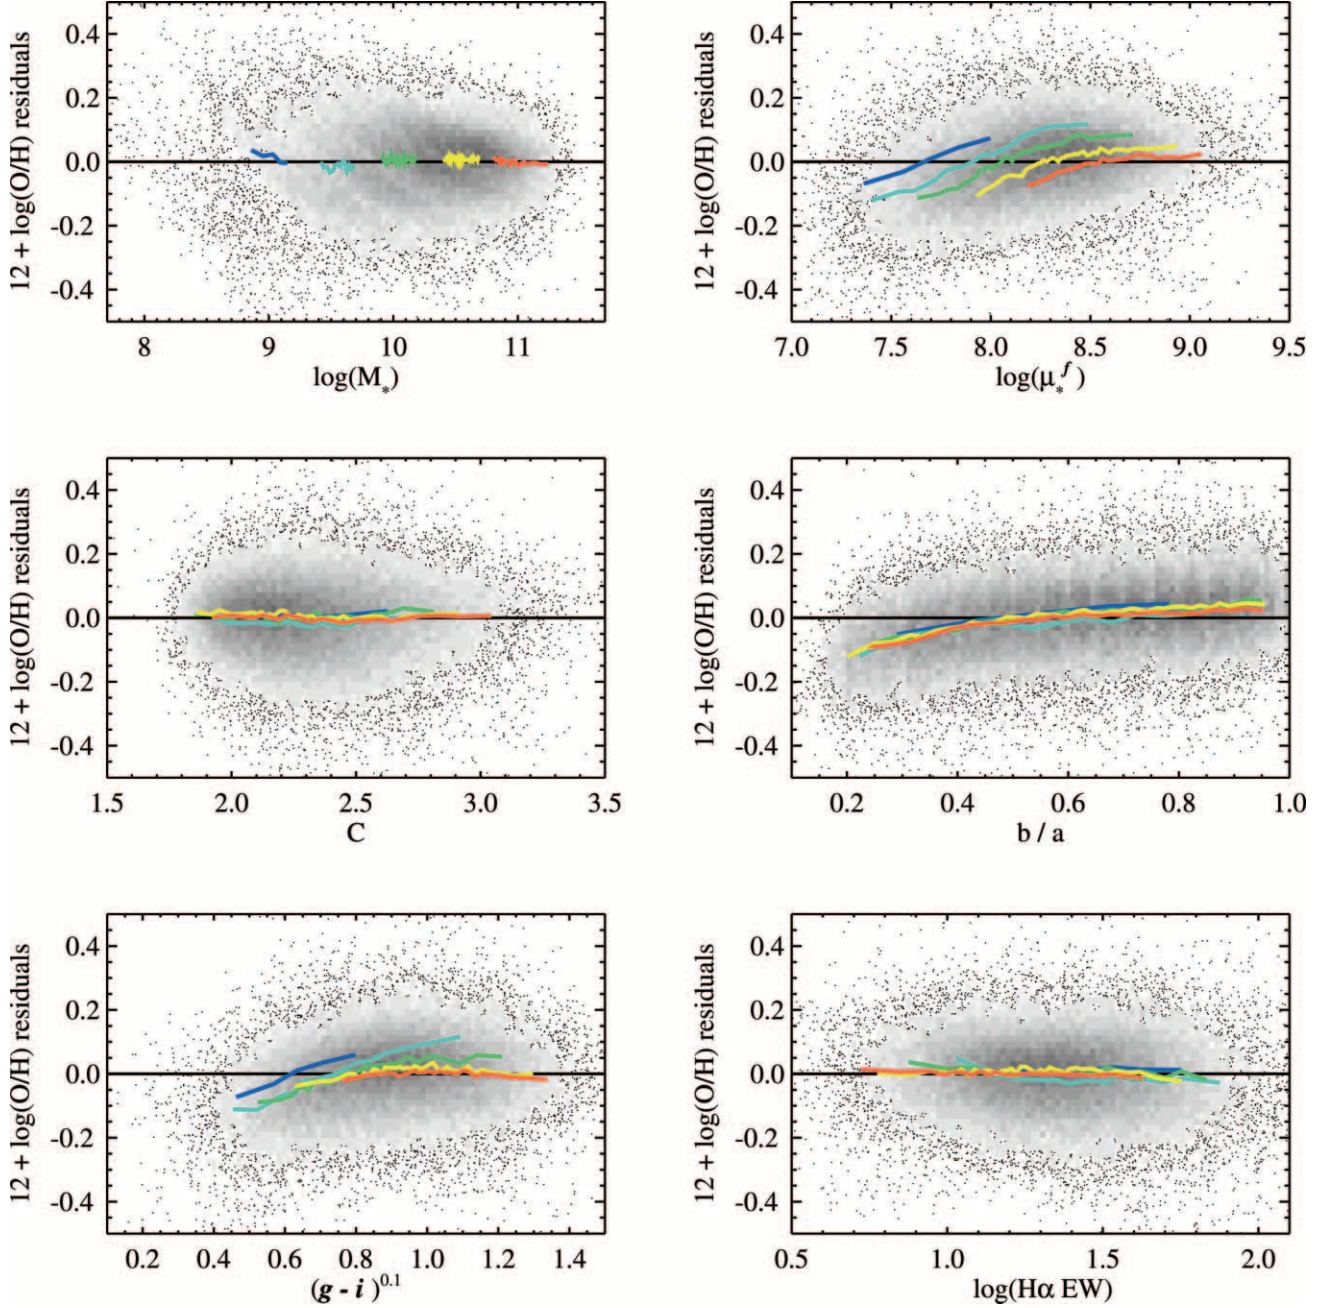 12 + log(O/H) residuals
0.4
0.2
0.0
-0.2
-0.4
8 9 10 11
log(M*)
12 + log(O/H) residuals
0.4
0.2
0.0
-0.2
-0.4
7.0 7.5 8.0 8.5 9.0 9.5
log(μ*^f)
12 + log(O/H) residuals
0.4
0.2
0.0
-0.2
-0.4
1.5 2.0 2.5 3.0 3.5
C
12 + log(O/H) residuals
0.4
0.2
0.0
-0.2
-0.4
0.2 0.4 0.6 0.8 1.0
b / a
12 + log(O/H) residuals
0.4
0.2
0.0
-0.2
-0.4
0.2 0.4 0.6 0.8 1.0 1.2 1.4
(g - i)^0.1
12 + log(O/H) residuals
0.4
0.2
0.0
-0.2
-0.4
0.5 1.0 1.5 2.0
log(Hα EW)